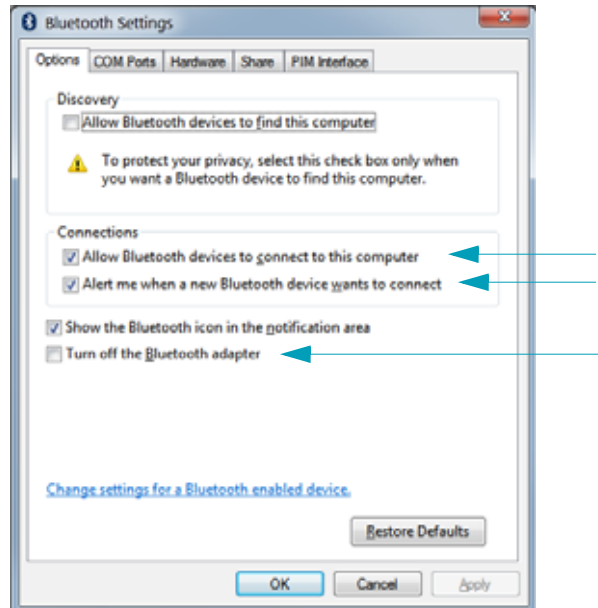 Bluetooth Settings
Options COM Ports Hardware Share PIM Interface
Discovery
Allow Bluetooth devices to find this computer
To protect your privacy, select this check box only when
you want a Bluetooth device to find this computer.
Connections
Allow Bluetooth devices to connect to this computer
Alert me when a new Bluetooth device wants to connect
Show the Bluetooth icon in the notification area
Turn off the Bluetooth adapter
Change settings for a Bluetooth enabled device.
Restore Defaults
OK Cancel Apply